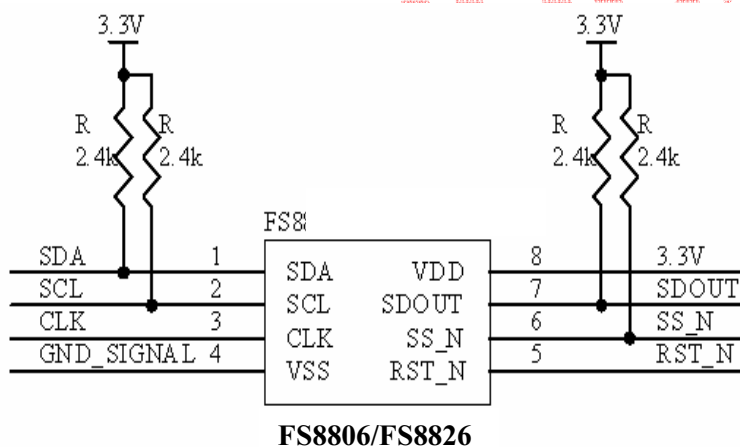 3.3V 3.3V
R R R R
2.4k 2.4k 2.4k 2.4k
FS8
SDA 1 SDA VDD 8 3.3V
SCL 2 SCL SDOUT 7 SDOUT
CLK 3 CLK SS_N 6 SS_N
GND_SIGNAL 4 VSS RST_N 5 RST_N
FS8806/FS8826